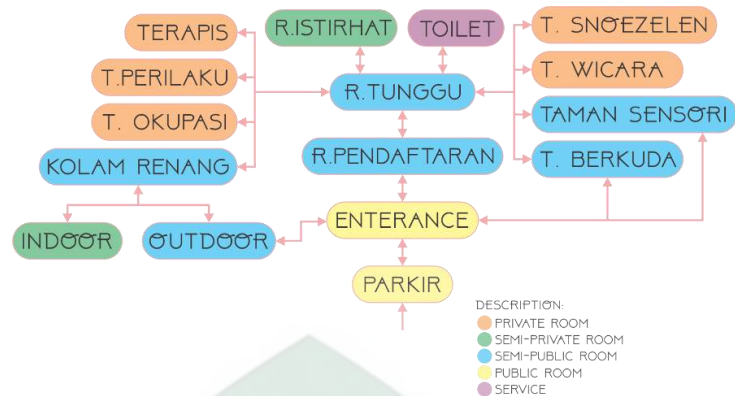 TERAPIS
R.ISTIRHAT
TOILET
T. SNOEZELEN
T.PERILAKU
R.TUNGGU
T. WICARA
T. OKUPASI
TAMAN SENSORI
KOLAM RENANG
R.PENDAFTARAN
T. BERKUDA
INDOOR
OUTDOOR
ENTERANCE
PARKIR
DESCRIPTION:
PRIVATE ROOM
SEMI-PRIVATE ROOM
SEMI-PUBLIC ROOM
PUBLIC ROOM
SERVICE